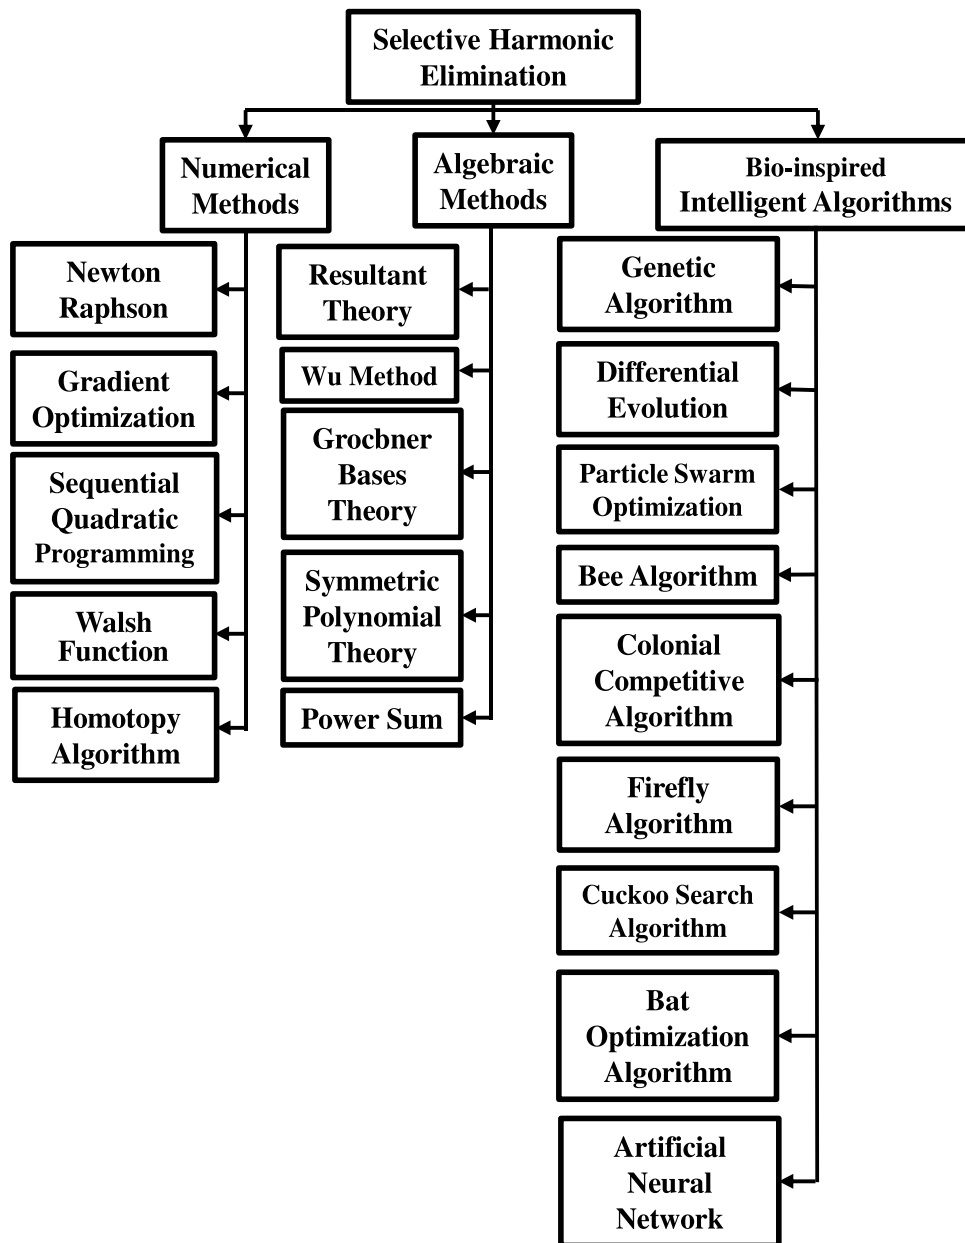 Selective Harmonic
Elimination
Numerical
Methods
Algebraic
Methods
Bio-inspired
Intelligent Algorithms
Newton
Raphson
Gradient
Optimization
Sequential
Quadratic
Programming
Walsh
Function
Homotopy
Algorithm
Resultant
Theory
Wu Method
Grocbner
Bases
Theory
Symmetric
Polynomial
Theory
Power Sum
Genetic
Algorithm
Differential
Evolution
Particle Swarm
Optimization
Bee Algorithm
Colonial
Competitive
Algorithm
Firefly
Algorithm
Cuckoo Search
Algorithm
Bat
Optimization
Algorithm
Artificial
Neural
Network